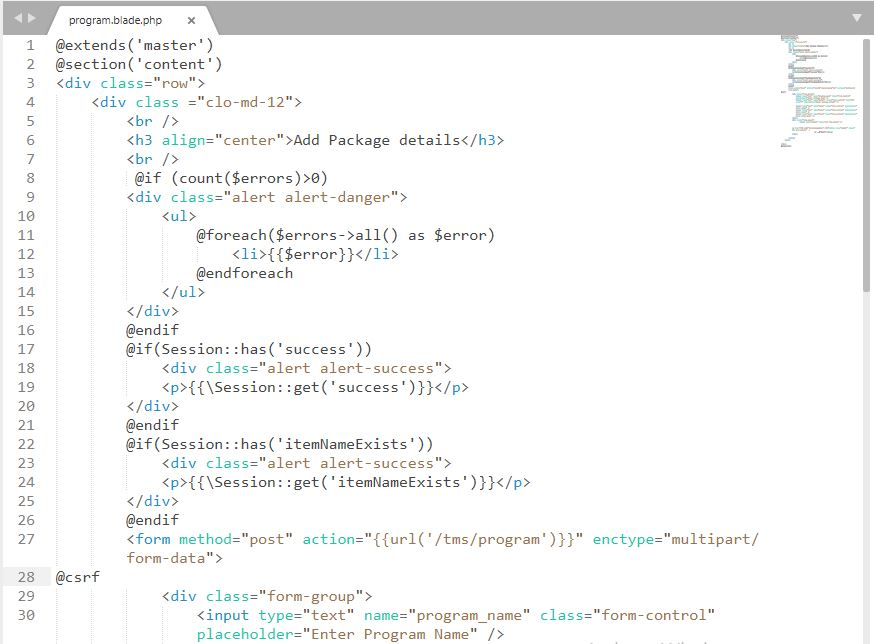 program.blade.php
1 @extends('master')
2 @section('content')
3 <div class="row">
4 <div class ="clo-md-12">
5 <br />
6 <h3 align="center">Add Package details</h3>
7 <br />
8 @if (count($errors)>0)
9 <div class="alert alert-danger">
10 <ul>
11 @foreach($errors->all() as $error)
12 <li>{{$error}}</li>
13 @endforeach
14 </ul>
15 </div>
16 @endif
17 @if(Session::has('success'))
18 <div class="alert alert-success">
19 <p>{{\Session::get('success')}}</p>
20 </div>
21 @endif
22 @if(Session::has('itemNameExists'))
23 <div class="alert alert-success">
24 <p>{{\Session::get('itemNameExists')}}</p>
25 </div>
26 @endif
27 <form method="post" action="{{url('/tms/program')}}" enctype="multipart/
form-data">
28 @csrf
29 <div class="form-group">
30 <input type="text" name="program_name" class="form-control"
placeholder="Enter Program Name" />